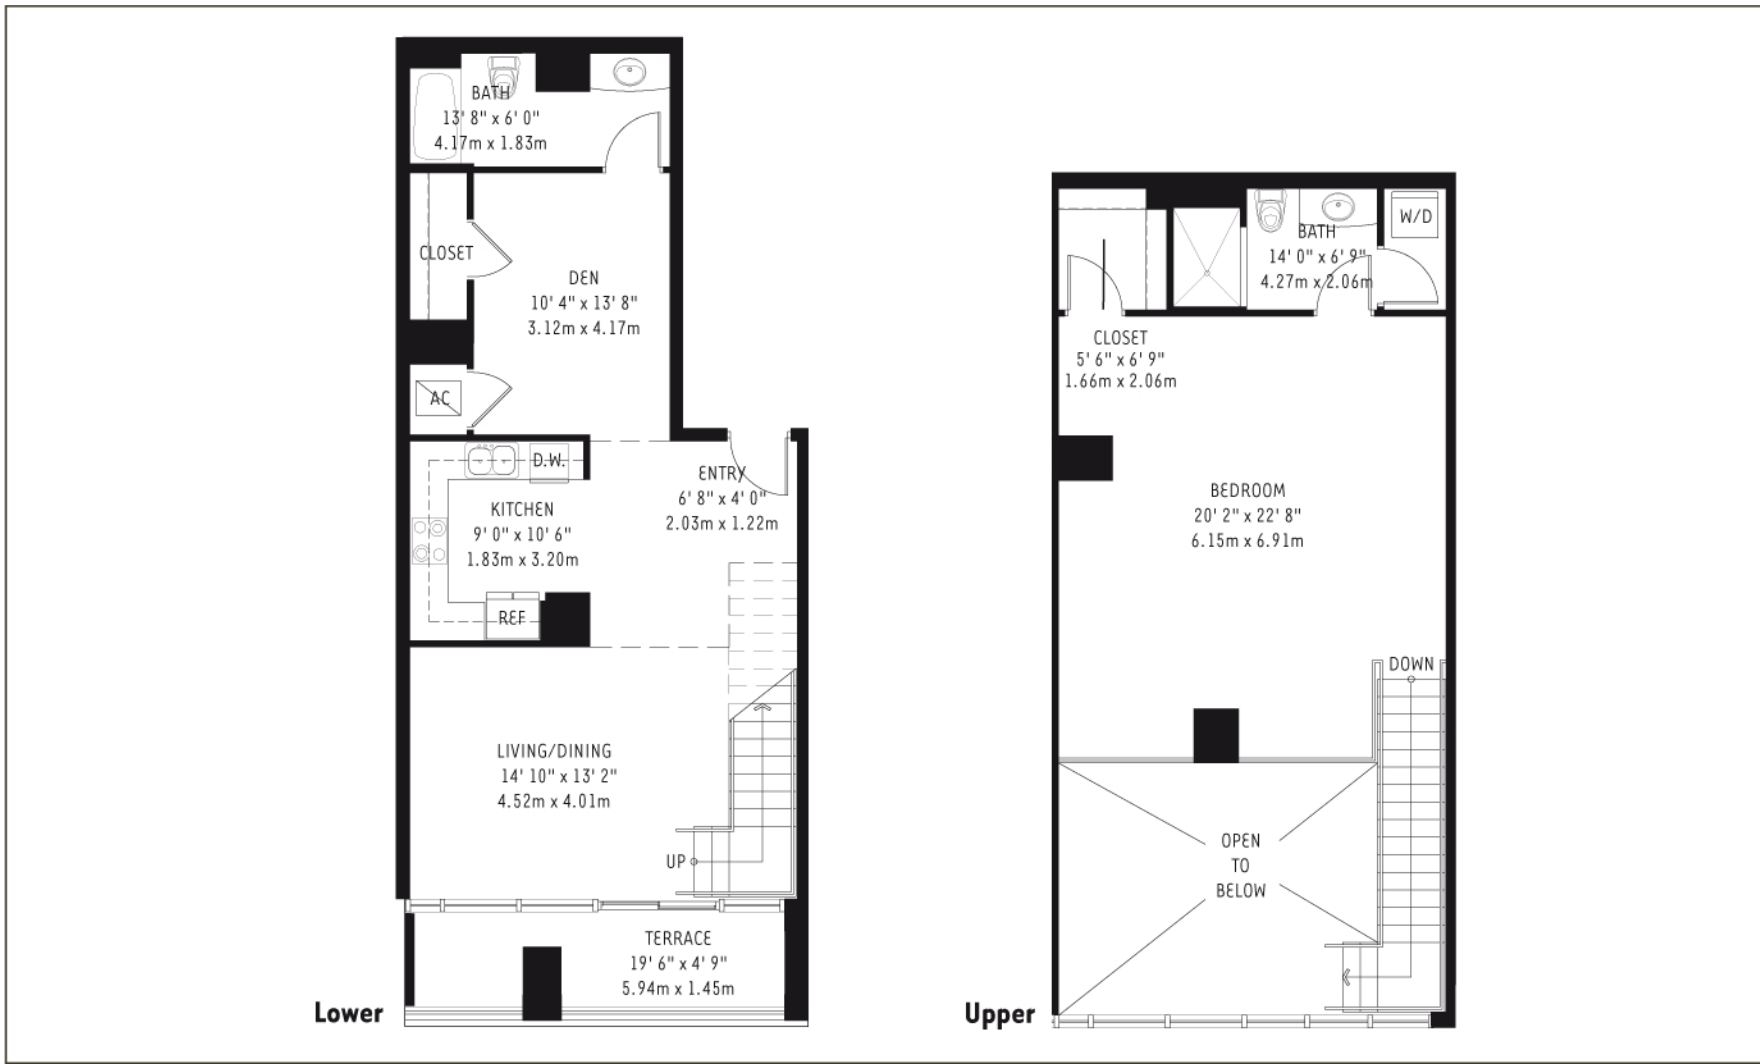 BATH
13' 8" x 6' 0"
4.17m x 1.83m
CLOSET
DEN
10' 4" x 13' 8"
3.12m x 4.17m
AC
D.W.
KITCHEN
9' 0" x 10' 6"
1.83m x 3.20m
REF
ENTRY
6' 8" x 4' 0"
2.03m x 1.22m
LIVING/DINING
14' 10" x 13' 2"
4.52m x 4.01m
UP
TERRACE
19' 6" x 4' 9"
5.94m x 1.45m
Lower
W/D
BATH
14' 0" x 6' 9"
4.27m x 2.06m
CLOSET
5' 6" x 6' 9"
1.66m x 2.06m
BEDROOM
20' 2" x 22' 8"
6.15m x 6.91m
DOWN
OPEN
TO
BELOW
Upper